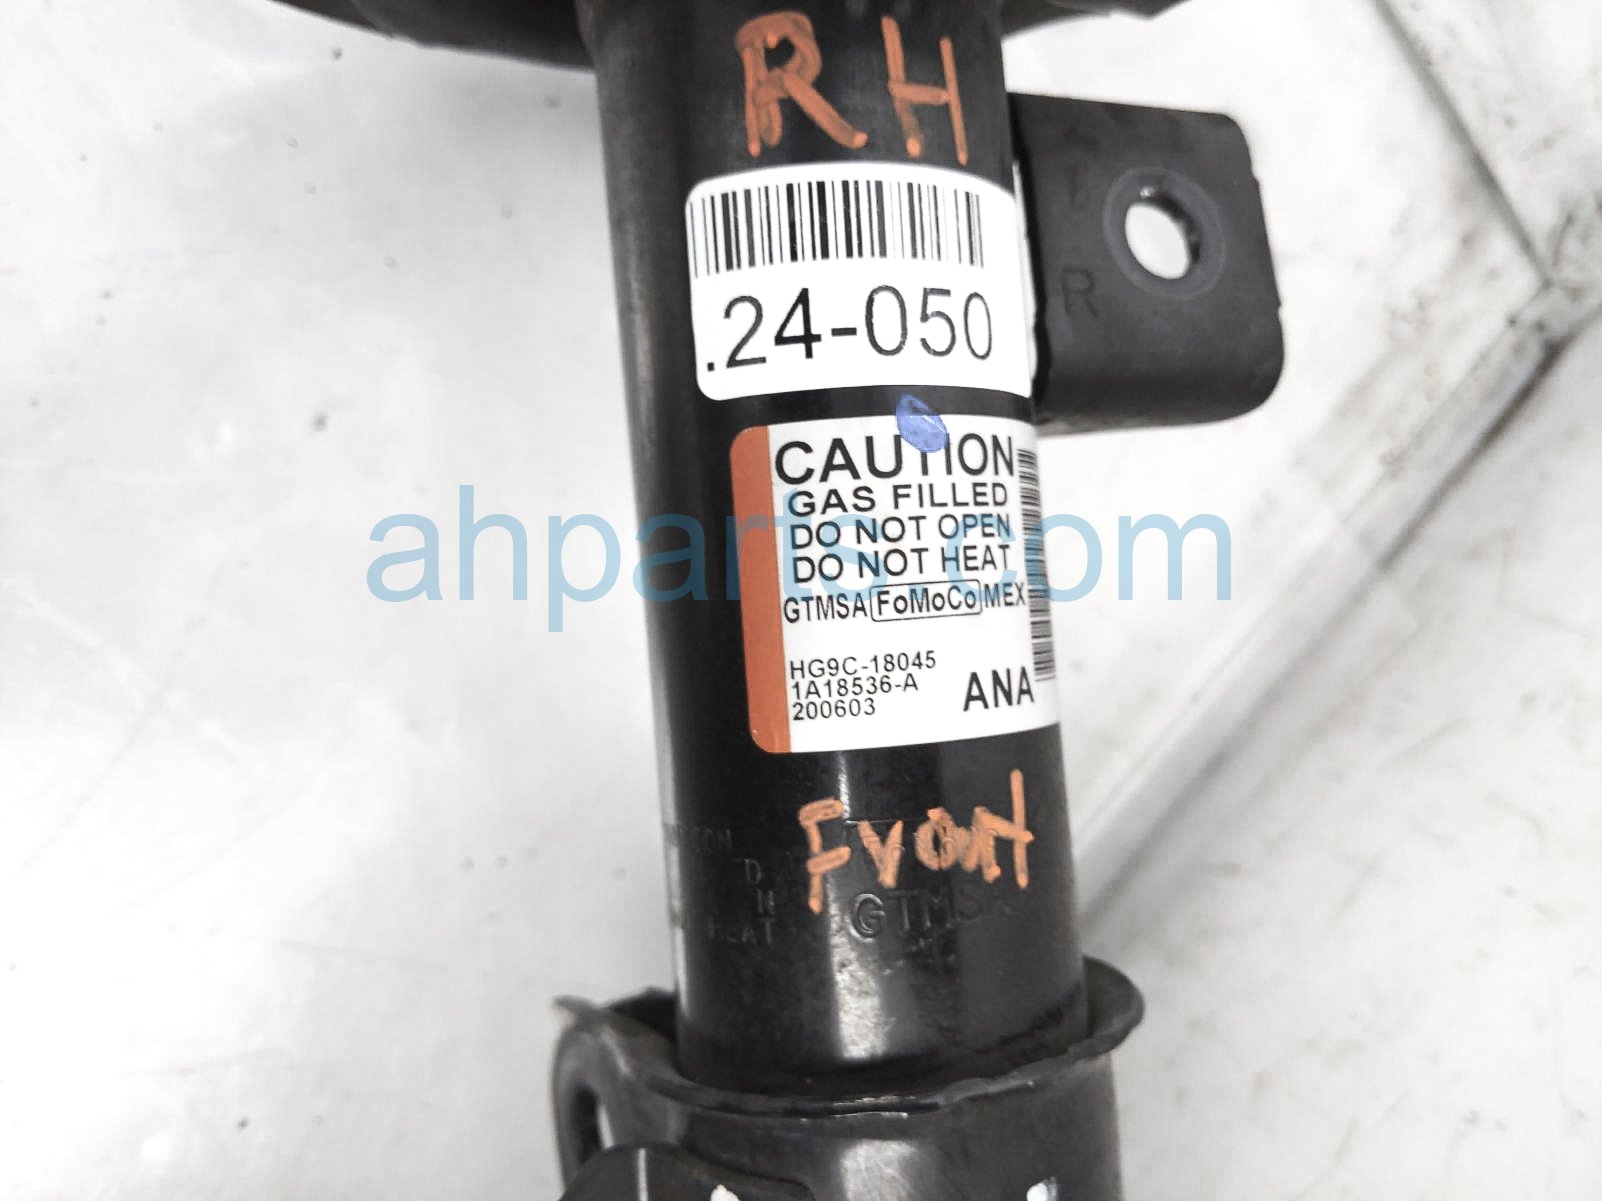 RH
R
.24-050
CAUTION
GAS FILLED
DO NOT OPEN
DO NOT HEAT
GTMSA FoMoCo MEX
HG9C-18045
1A18536-A
200603
ANA
ahparts.com
Front
GTMSA
HEAT